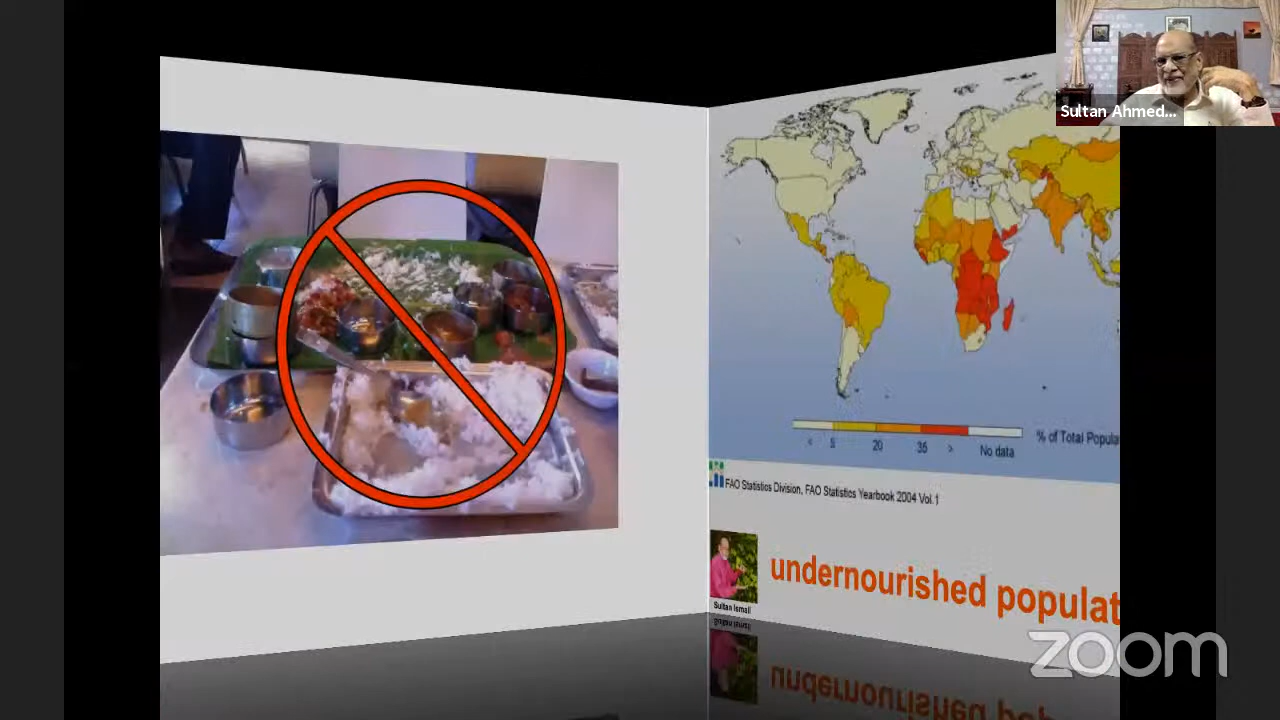 Sultan Ahmed...
< 5 20 35 > No data
% of Total Popula
FAO Statistics Division, FAO Statistics Yearbook 2004 Vol.1
undernourished populat
Sultan Ismail
zoom